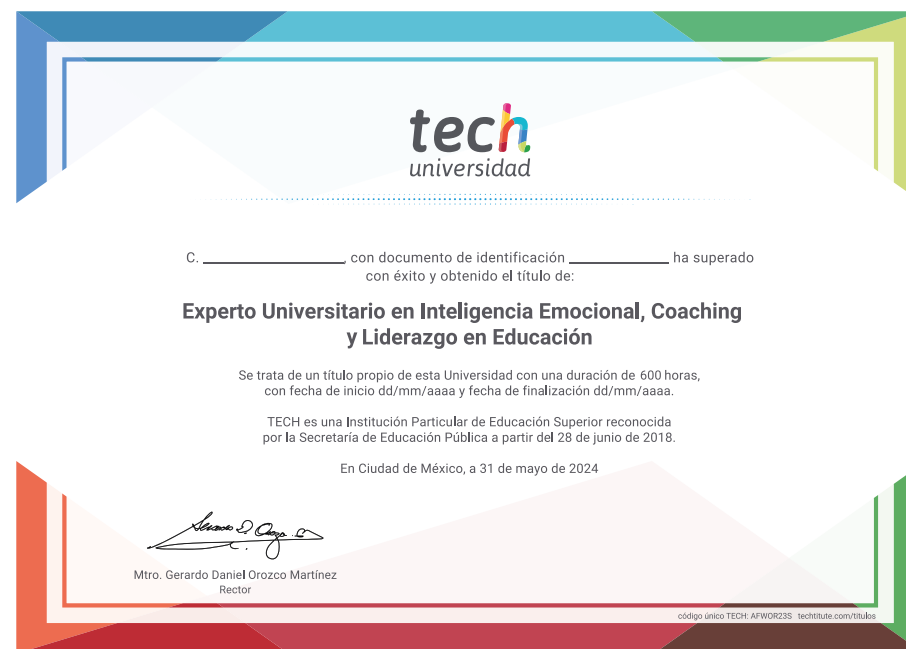 tech
universidad
C. , con documento de identificación ha superado
con éxito y obtenido el título de:
Experto Universitario en Inteligencia Emocional, Coaching
y Liderazgo en Educación
Se trata de un título propio de esta Universidad con una duración de 600 horas,
con fecha de inicio dd/mm/aaaa y fecha de finalización dd/mm/aaaa.
TECH es una Institución Particular de Educación Superior reconocida
por la Secretaría de Educación Pública a partir del 28 de junio de 2018.
En Ciudad de México, a 31 de mayo de 2024
Mtro. Gerardo Daniel Orozco Martínez
Rector
código único TECH: AFWOR23S techtitute.com/titulos